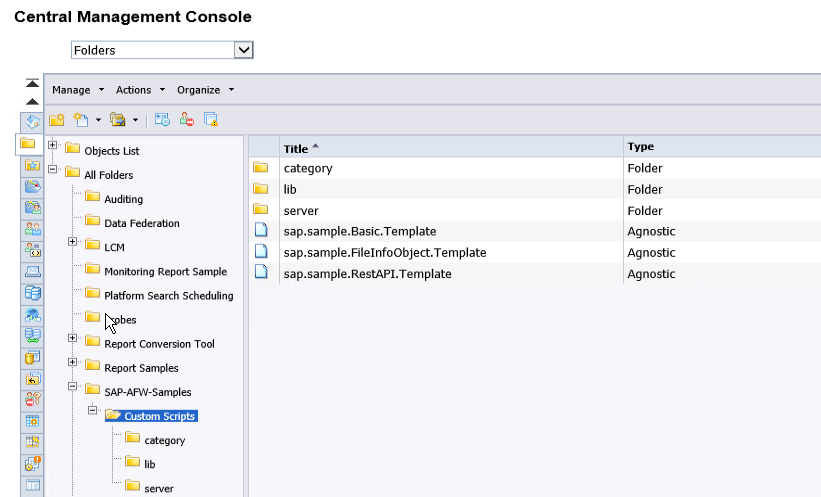 Central Management Console
Folders
Manage Actions Organize
Title Type
Objects List
All Folders
Auditing
Data Federation
LCM
Monitoring Report Sample
Platform Search Scheduling
Report Conversion Tool
Report Samples
SAP-AFW-Samples
Custom Scripts
category
lib
server
category Folder
lib Folder
server Folder
sap.sample.Basic.Template Agnostic
sap.sample.FileInfoObject.Template Agnostic
sap.sample.RestAPI.Template Agnostic